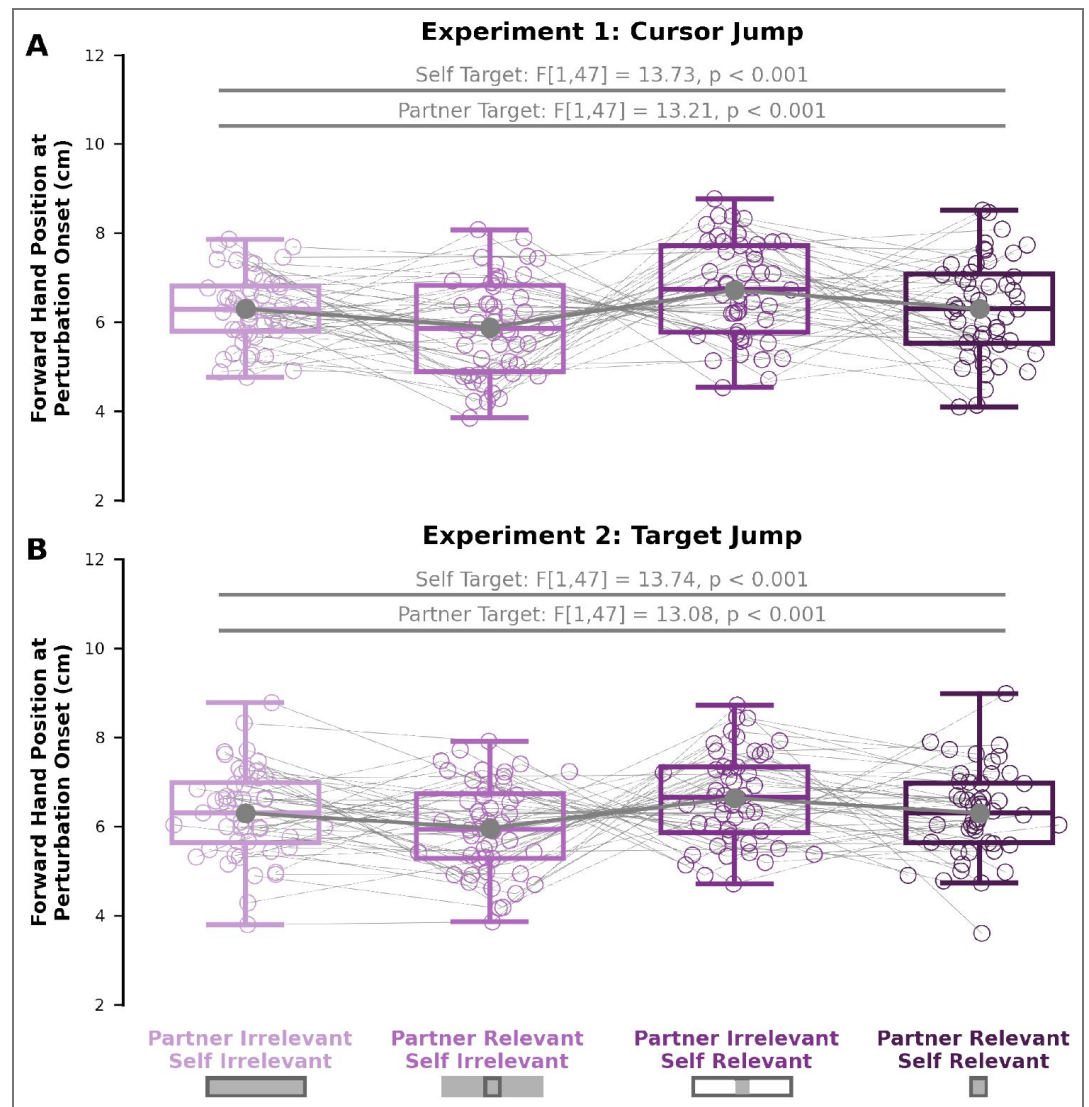 A
Experiment 1: Cursor Jump
Self Target: F[1,47] = 13.73, p < 0.001
Partner Target: F[1,47] = 13.21, p < 0.001
Forward Hand Position at
Perturbation Onset (cm)
12
10
8
6
4
2
B
Experiment 2: Target Jump
Self Target: F[1,47] = 13.74, p < 0.001
Partner Target: F[1,47] = 13.08, p < 0.001
Forward Hand Position at
Perturbation Onset (cm)
12
10
8
6
4
2
Partner Irrelevant
Self Irrelevant
Partner Relevant
Self Irrelevant
Partner Irrelevant
Self Relevant
Partner Relevant
Self Relevant